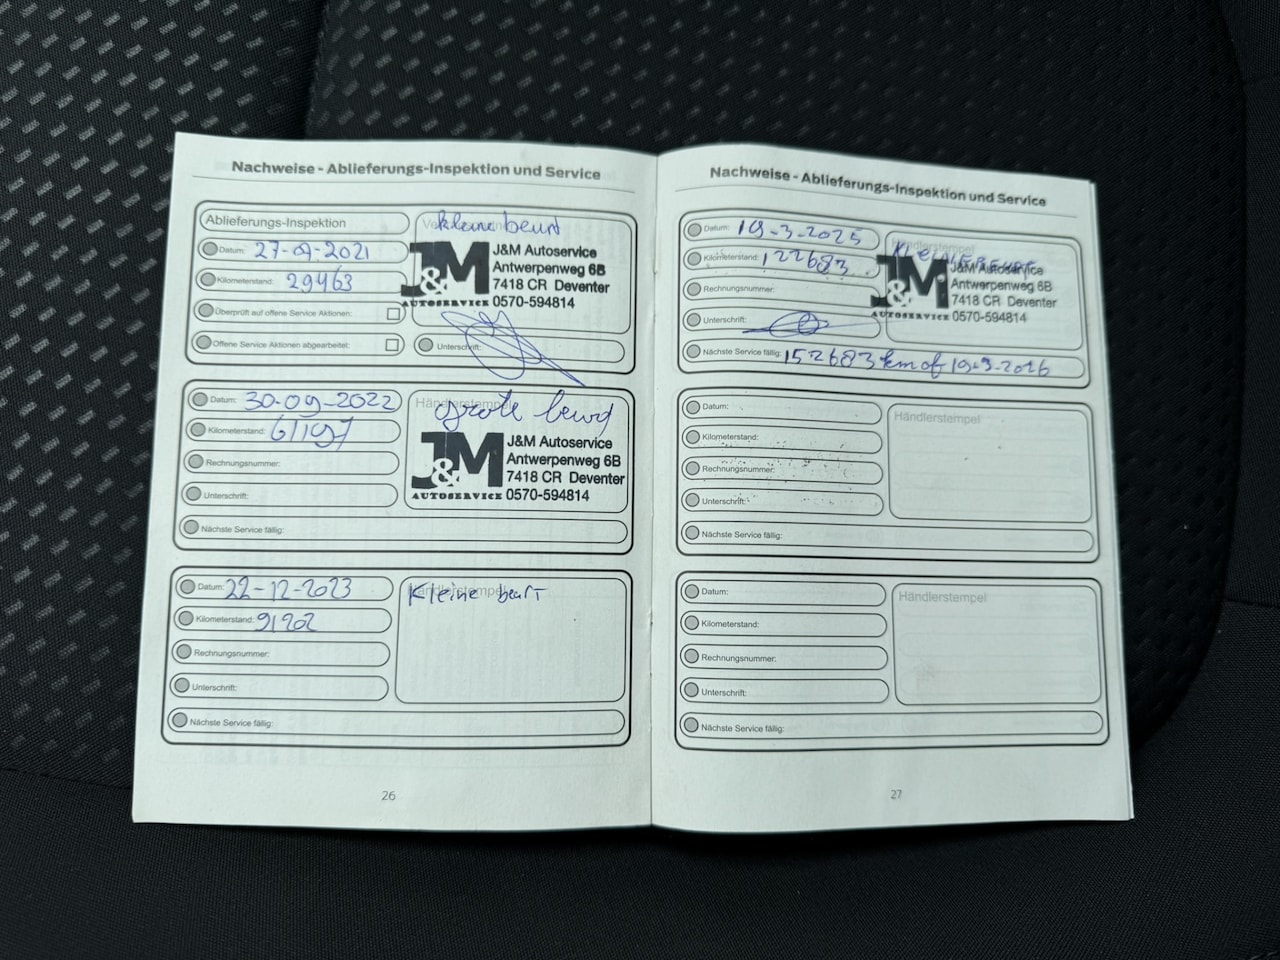 Nachweise - Ablieferungs-Inspektion und Service
Ablieferungs-Inspektion
kleine beurt
Datum: 27-09-2021
Kilometerstand: 29463
Überprüft auf offene Service Aktionen:
Offene Service Aktionen abgearbeitet:
J&M
AUTOSERVICE
J&M Autoservice
Antwerpenweg 6B
7418 CR Deventer
0570-594814
Unterschrift:
Datum: 30-09-2022
Kilometerstand: 61197
Rechnungsnummer:
Unterschrift:
Nächste Service fällig:
Händlerstempel
grote beurt
J&M
AUTOSERVICE
J&M Autoservice
Antwerpenweg 6B
7418 CR Deventer
0570-594814
Datum: 22-12-2023
Kilometerstand: 91202
Rechnungsnummer:
Unterschrift:
Nächste Service fällig:
Händlerstempel
Kleine beurt
26
Nachweise - Ablieferungs-Inspektion und Service
Datum: 19-3-2025
Kilometerstand: 122683
Rechnungsnummer:
Unterschrift:
Nächste Service fällig: 152683 km of 19-3-2026
Händlerstempel
KLEINE BEURT
J&M
AUTOSERVICE
J&M Autoservice
Antwerpenweg 6B
7418 CR Deventer
0570-594814
Datum:
Kilometerstand:
Rechnungsnummer:
Unterschrift:
Nächste Service fällig:
Händlerstempel
Datum:
Kilometerstand:
Rechnungsnummer:
Unterschrift:
Nächste Service fällig:
Händlerstempel
27